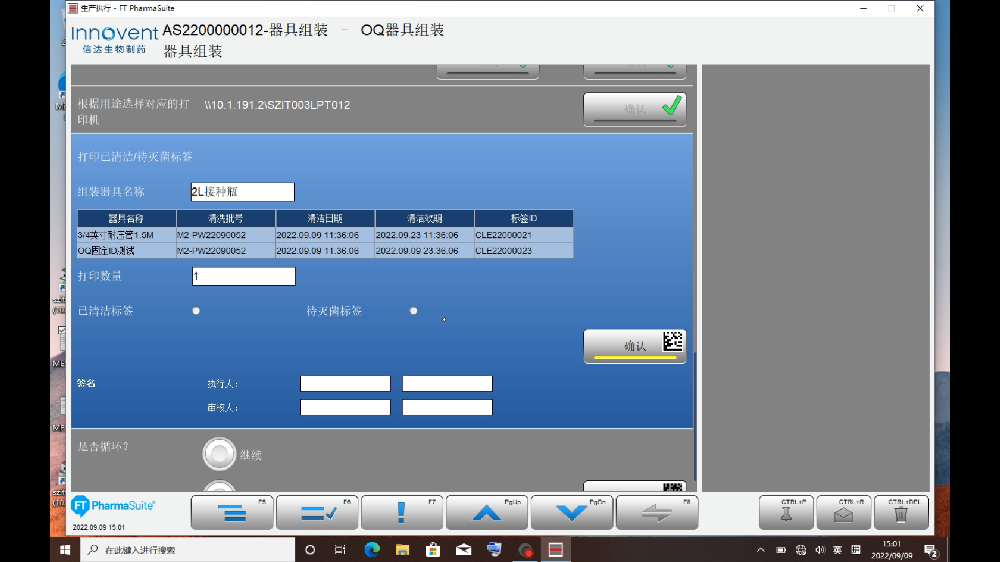 生产执行 - FT PharmaSuite
Innovent
信达生物制药
AS2200000012-器具组装 - OQ器具组装
器具组装
根据用途选择对应的打印机
\\10.1.191.2\SZIT003LPT012
确认
打印已清洁/待灭菌标签
组装器具名称 2L接种瓶
器具名称 清洗批号 清洁日期 清洁效期 标签ID
3/4英寸耐压管1.5M M2-PW22090052 2022.09.09 11:36:06 2022.09.23 11:36:06 CLE22000021
OQ固定ID测试 M2-PW22090052 2022.09.09 11:36:06 2022.09.09 23:36:06 CLE22000023
打印数量 1
已清洁标签 待灭菌标签
确认
签名 执行人:
审核人:
是否循环?
继续
FT PharmaSuite®
2022.09.09 15:01
F5 F6 F7 PgUp PgDn F8 CTRL+P CTRL+R CTRL+DEL
在此键入进行搜索
英 拼
15:01
2022/09/09
2